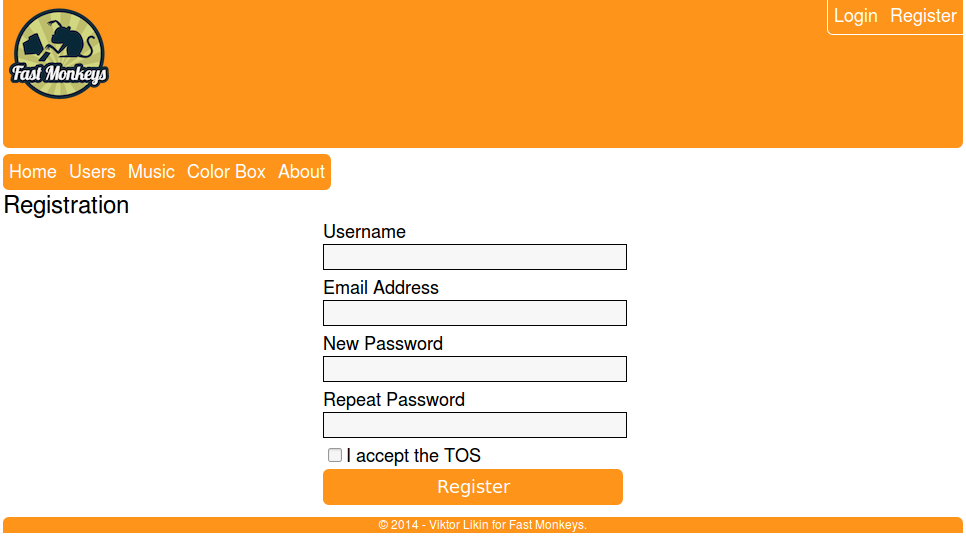 Fast Monkeys
Login Register
Home Users Music Color Box About
Registration
Username
Email Address
New Password
Repeat Password
I accept the TOS
Register
© 2014 - Viktor Likin for Fast Monkeys.